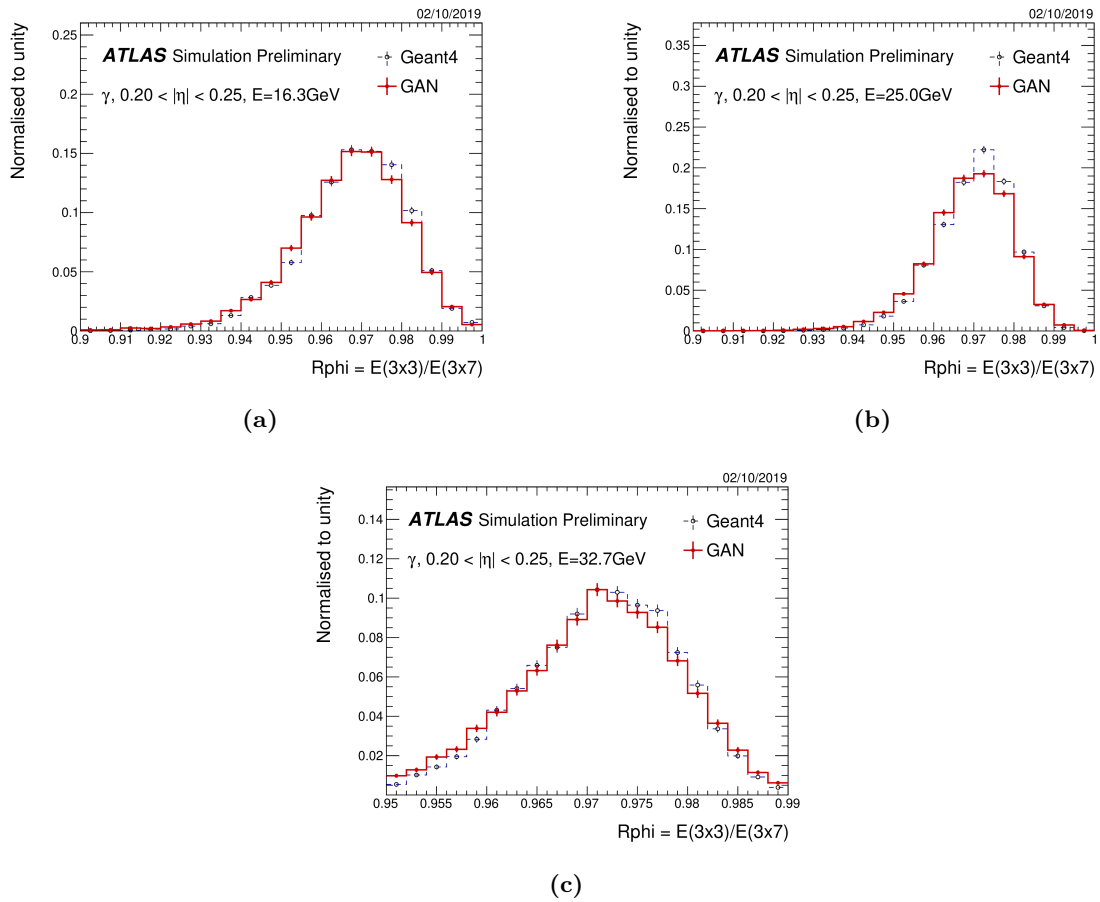 02/10/2019
Normalised to unity
ATLAS Simulation Preliminary
γ, 0.20 < |η| < 0.25, E=16.3GeV
Geant4
GAN
0.25
0.2
0.15
0.1
0.05
0
0.9 0.91 0.92 0.93 0.94 0.95 0.96 0.97 0.98 0.99 1
Rphi = E(3x3)/E(3x7)
(a)
02/10/2019
Normalised to unity
ATLAS Simulation Preliminary
γ, 0.20 < |η| < 0.25, E=25.0GeV
Geant4
GAN
0.35
0.3
0.25
0.2
0.15
0.1
0.05
0
0.9 0.91 0.92 0.93 0.94 0.95 0.96 0.97 0.98 0.99 1
Rphi = E(3x3)/E(3x7)
(b)
02/10/2019
Normalised to unity
ATLAS Simulation Preliminary
γ, 0.20 < |η| < 0.25, E=32.7GeV
Geant4
GAN
0.14
0.12
0.1
0.08
0.06
0.04
0.02
0.95 0.955 0.96 0.965 0.97 0.975 0.98 0.985 0.99
Rphi = E(3x3)/E(3x7)
(c)